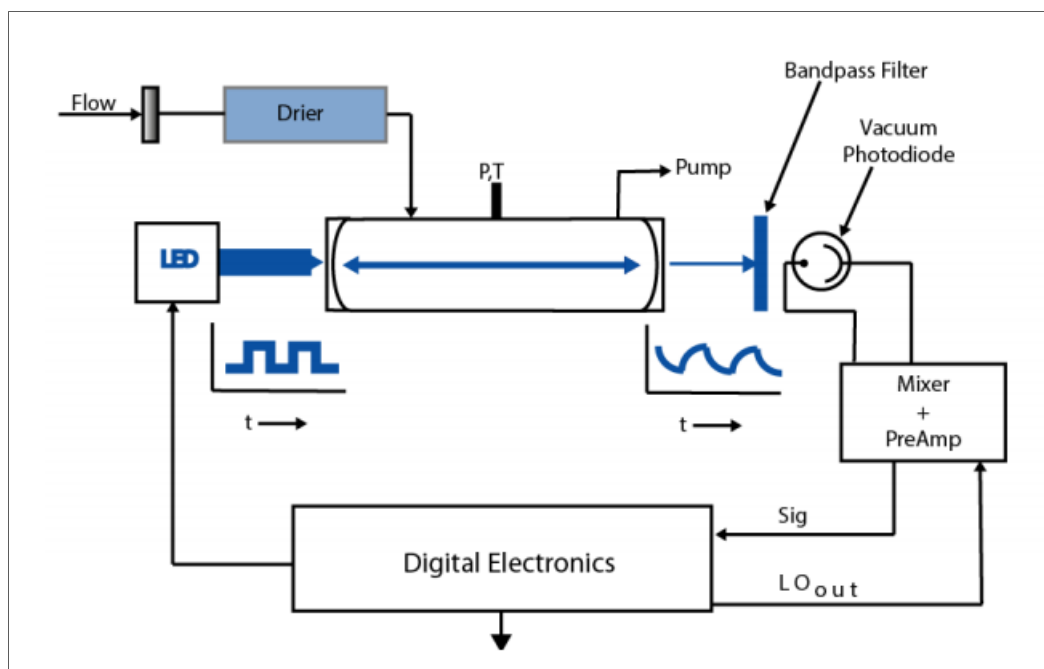 Bandpass Filter
Flow
Drier
Vacuum
Photodiode
P,T
Pump
LED
t
t
Mixer
+
PreAmp
Sig
Digital Electronics
LO out